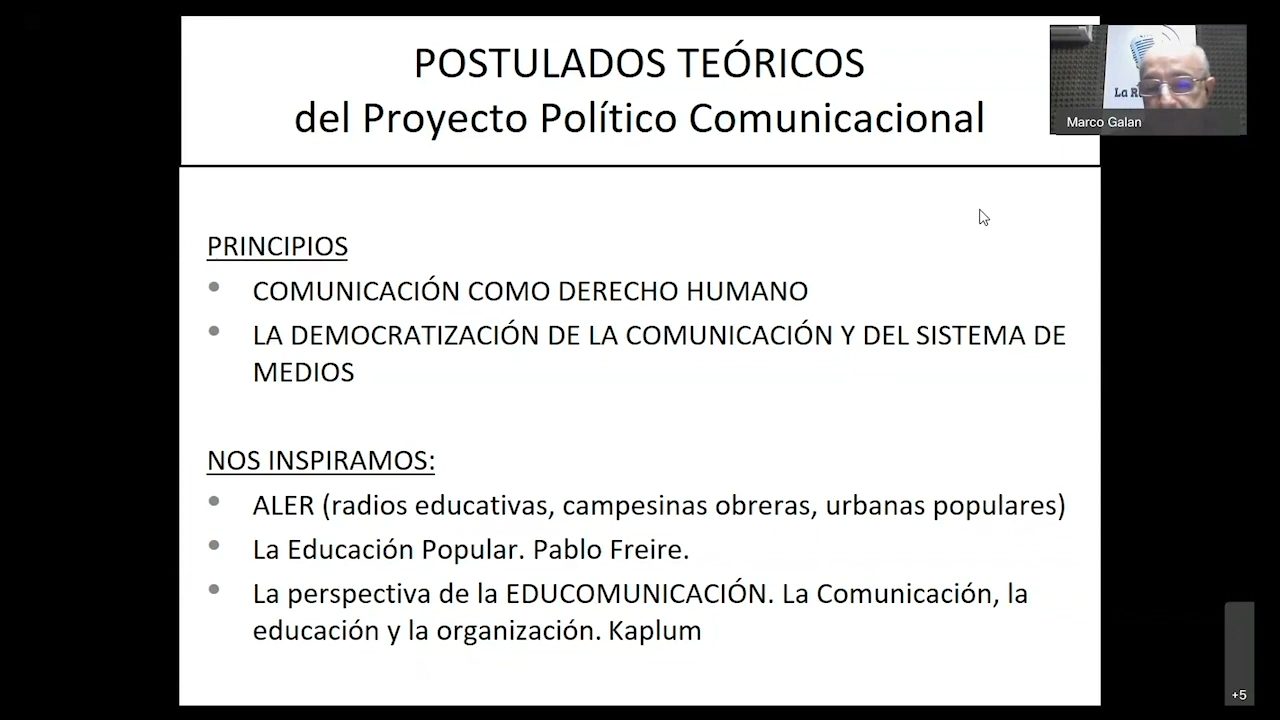 POSTULADOS TEÓRICOS
del Proyecto Político Comunicacional
La R
Marco Galan
PRINCIPIOS
• COMUNICACIÓN COMO DERECHO HUMANO
• LA DEMOCRATIZACIÓN DE LA COMUNICACIÓN Y DEL SISTEMA DE
MEDIOS
NOS INSPIRAMOS:
• ALER (radios educativas, campesinas obreras, urbanas populares)
• La Educación Popular. Pablo Freire.
• La perspectiva de la EDUCOMUNICACIÓN. La Comunicación, la
educación y la organización. Kaplum
+5